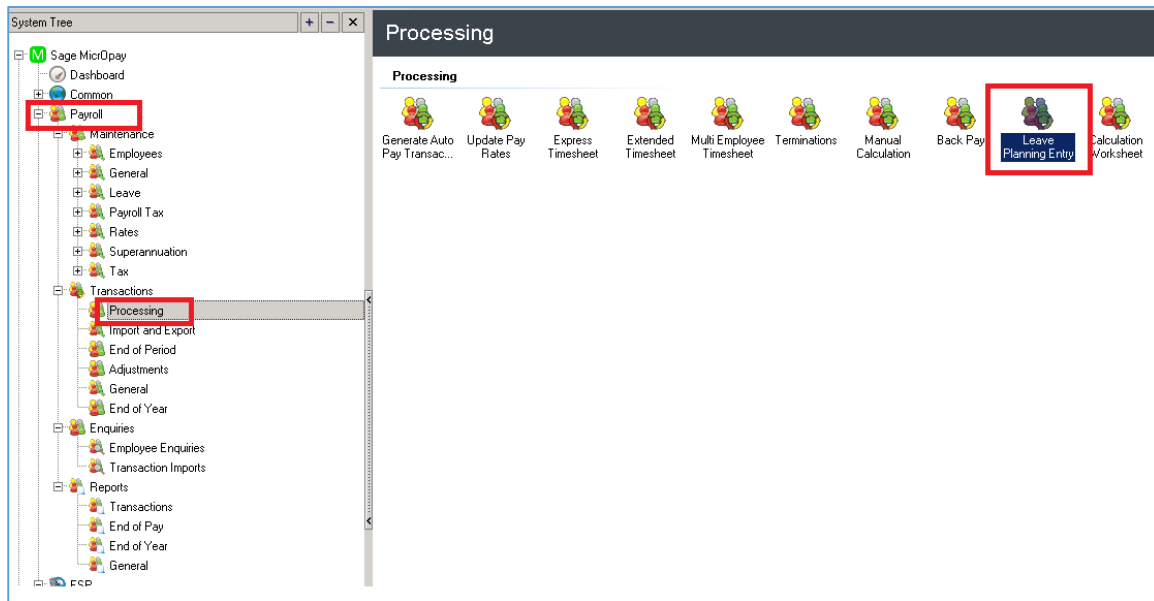 System Tree
+ - X
Sage MicrOpay
Dashboard
Common
Payroll
Maintenance
Employees
General
Leave
Payroll Tax
Rates
Superannuation
Tax
Transactions
Processing
Import and Export
End of Period
Adjustments
General
End of Year
Enquiries
Employee Enquiries
Transaction Imports
Reports
Transactions
End of Pay
End of Year
General
ESP
Processing
Processing
Generate Auto
Pay Transac...
Update Pay
Rates
Express
Timesheet
Extended
Timesheet
Multi Employee
Timesheet
Terminations
Manual
Calculation
Back Pay
Leave
Planning Entry
Calculation
Worksheet